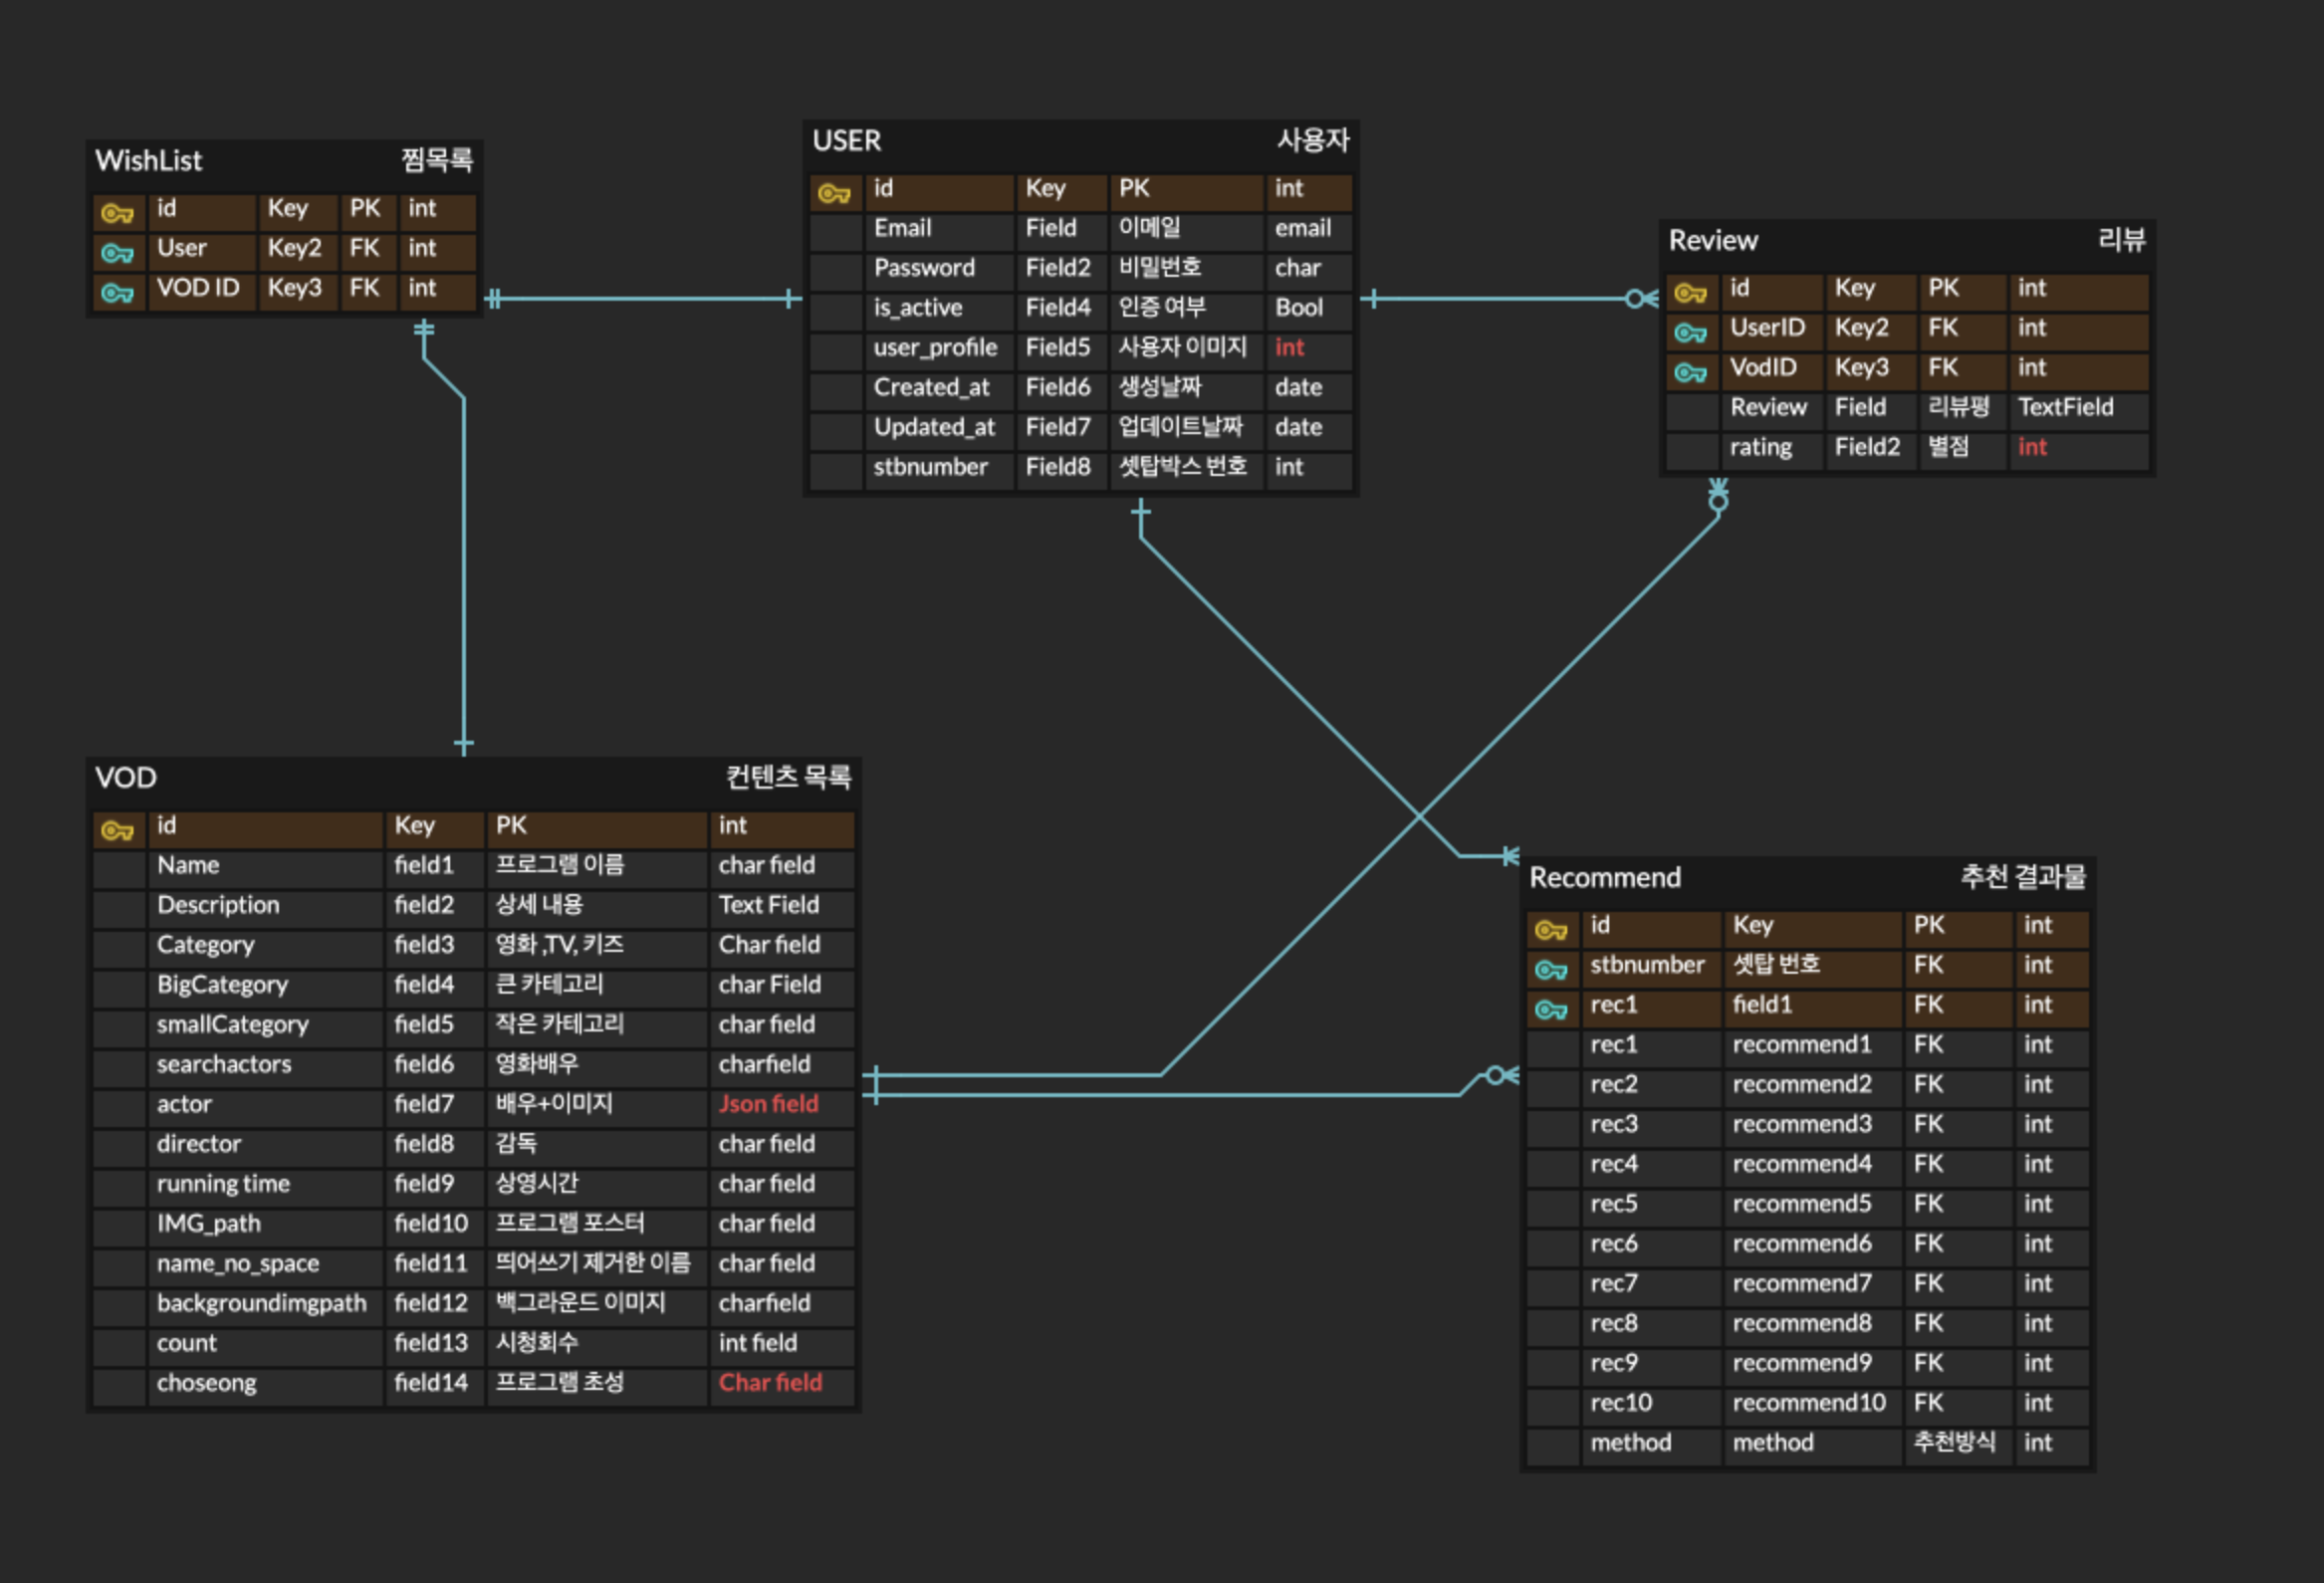 WishList 찜목록
id Key PK int
User Key2 FK int
VOD ID Key3 FK int
USER 사용자
id Key PK int
Email Field 이메일 email
Password Field2 비밀번호 char
is_active Field4 인증 여부 Bool
user_profile Field5 사용자 이미지 int
Created_at Field6 생성날짜 date
Updated_at Field7 업데이트날짜 date
stbnumber Field8 셋탑박스 번호 int
Review 리뷰
id Key PK int
UserID Key2 FK int
VodID Key3 FK int
Review Field 리뷰평 TextField
rating Field2 별점 int
VOD 컨텐츠 목록
id Key PK int
Name field1 프로그램 이름 char field
Description field2 상세 내용 Text Field
Category field3 영화 ,TV, 키즈 Char field
BigCategory field4 큰 카테고리 char Field
smallCategory field5 작은 카테고리 char field
searchactors field6 영화배우 charfield
actor field7 배우+이미지 Json field
director field8 감독 char field
running time field9 상영시간 char field
IMG_path field10 프로그램 포스터 char field
name_no_space field11 띄어쓰기 제거한 이름 char field
backgroundimgpath field12 백그라운드 이미지 charfield
count field13 시청회수 int field
choseong field14 프로그램 초성 Char field
Recommend 추천 결과물
id Key PK int
stbnumber 셋탑 번호 FK int
rec1 field1 FK int
rec1 recommend1 FK int
rec2 recommend2 FK int
rec3 recommend3 FK int
rec4 recommend4 FK int
rec5 recommend5 FK int
rec6 recommend6 FK int
rec7 recommend7 FK int
rec8 recommend8 FK int
rec9 recommend9 FK int
rec10 recommend10 FK int
method method 추천방식 int